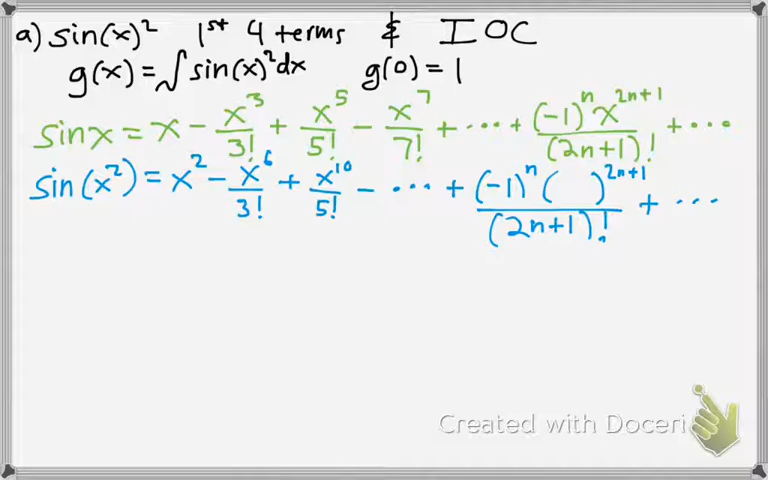 a) sin(x)² 1st 4 terms & IOC
g(x) = ∫ sin(x)² dx g(0) = 1
sin x = x - x³/3! + x⁵/5! - x⁷/7! + ... + (-1)ⁿ x²ⁿ⁺¹/(2n+1)! + ...
sin(x²) = x² - x⁶/3! + x¹⁰/5! - ... + (-1)ⁿ ( )²ⁿ⁺¹/(2n+1)! + ...
Created with Doceri